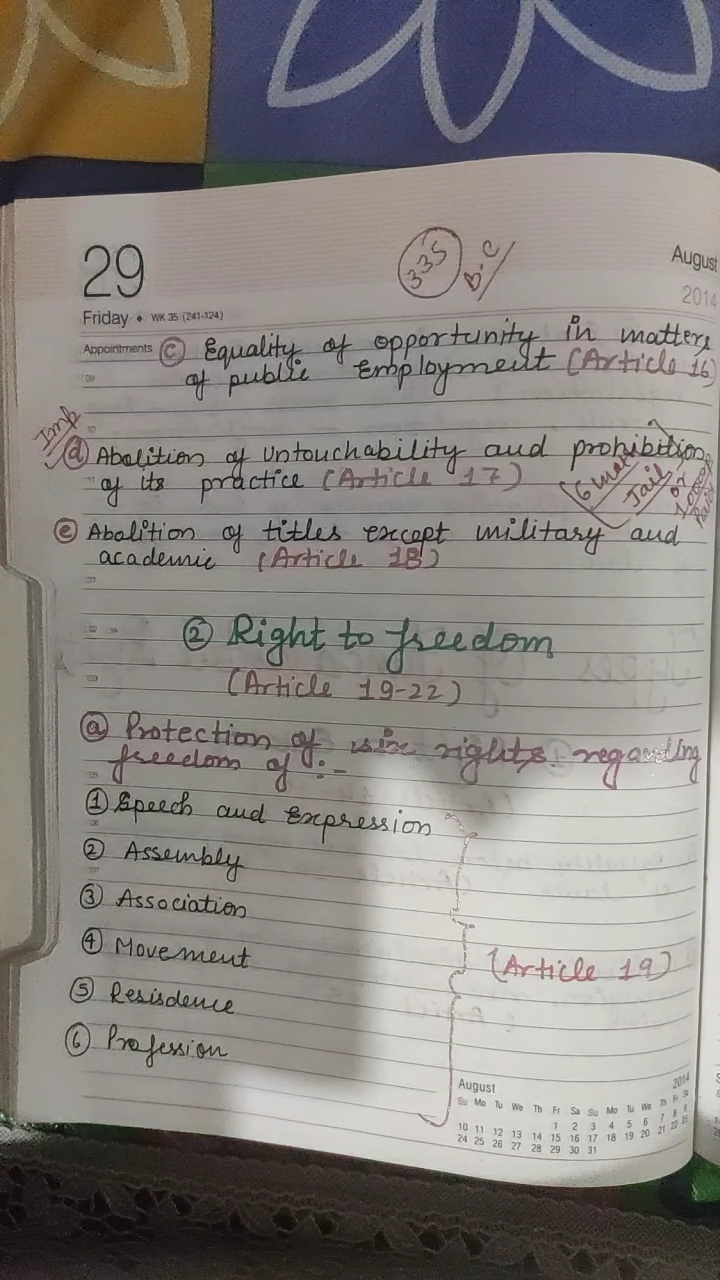 29
335
B.C
August
2014
Friday ♦ WK 35 (241-124)
Appointments
ⓒ Equality of opportunity in matters
of public Employment (Article 16)
Imp
ⓓ Abolition of Untouchability and prohibition
of its practice (Article 17)
Jail
or
ⓔ Abolition of titles except military and
academic (Article 18)
② Right to freedom
(Article 19-22)
ⓐ Protection of six rights regarding
freedom of :-
① Speech and Expression
② Assembly
③ Association
④ Movement
(Article 19)
⑤ Resisdence
⑥ Profession
August 2014
Su Mo Tu We Th Fr Sa Su Mo Tu We Th Fr Sa
1 2 3 4 5 6 7 8 9
10 11 12 13 14 15 16 17 18 19 20 21 22 23
24 25 26 27 28 29 30 31